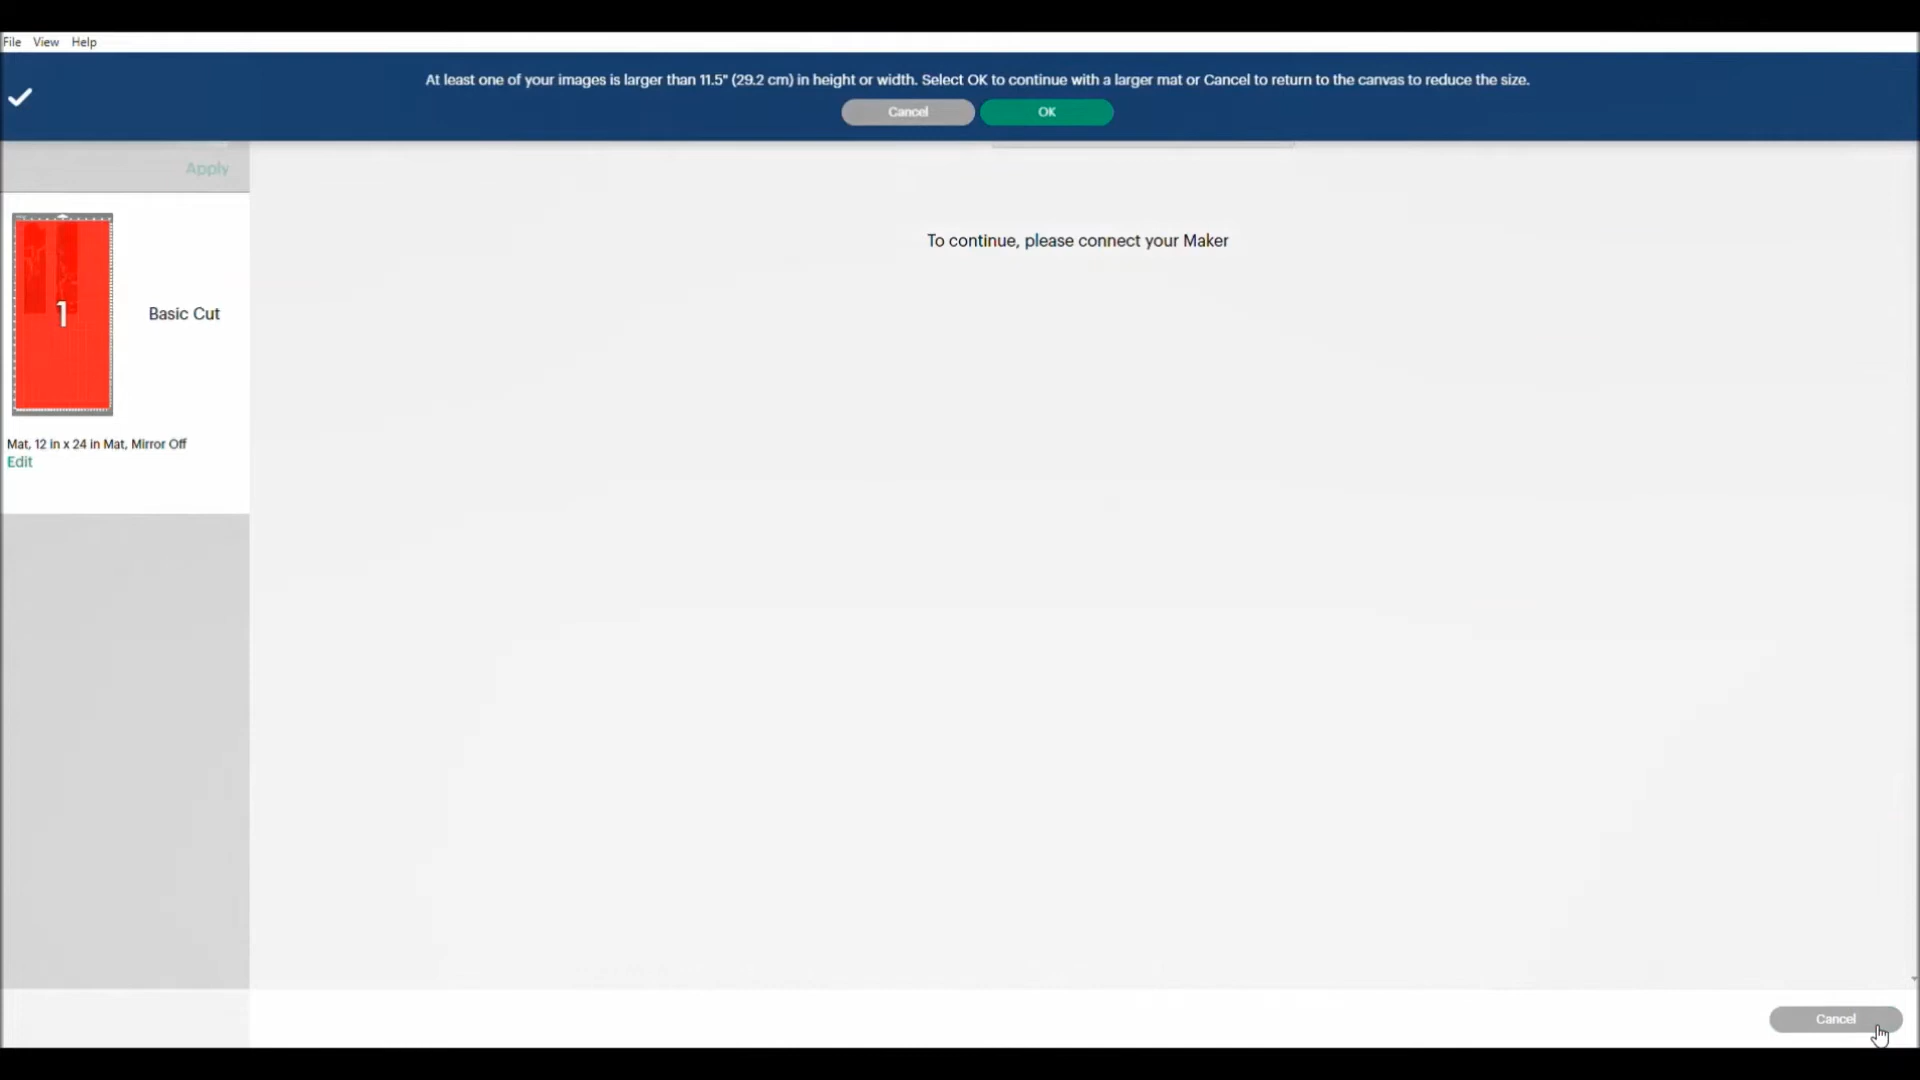 File View Help
At least one of your images is larger than 11.5" (29.2 cm) in height or width. Select OK to continue with a larger mat or Cancel to return to the canvas to reduce the size.
Cancel OK
Apply
To continue, please connect your Maker
1
Basic Cut
Mat, 12 in x 24 in Mat, Mirror Off
Edit
Cancel